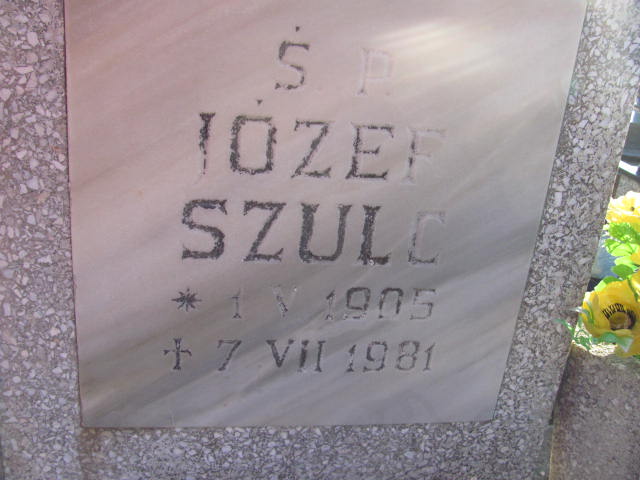 Ś. P.
JÓZEF
SZULC
* 1 V 1905
† 7 VII 1981